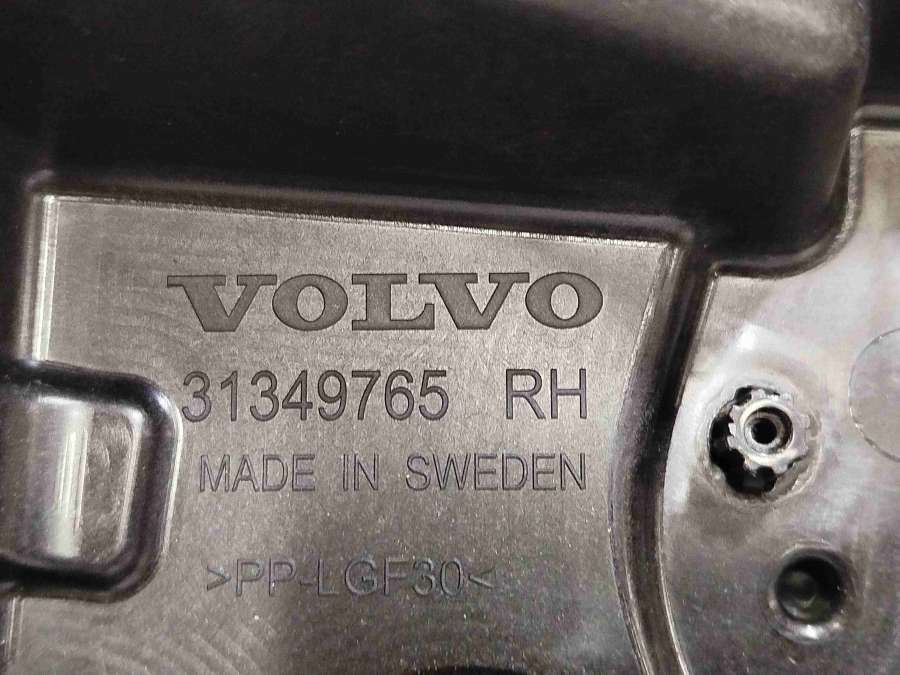 VOLVO
31349765 RH
MADE IN SWEDEN
>PP-LGF30<